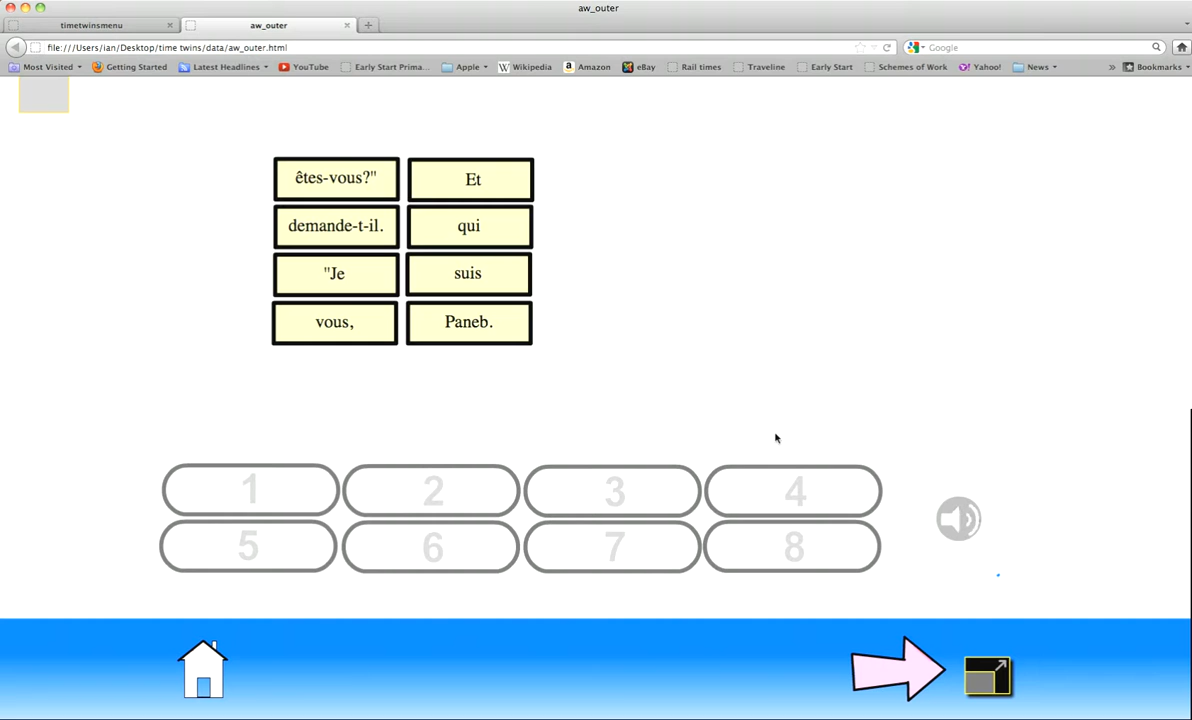 aw_outer
timetwinsmenu
aw_outer
file:///Users/ian/Desktop/time twins/data/aw_outer.html
Google
Most Visited
Getting Started
Latest Headlines
YouTube
Early Start Prima...
Apple
Wikipedia
Amazon
eBay
Rail times
Traveline
Early Start
Schemes of Work
Yahoo!
News
»
Bookmarks
êtes-vous?" Et
demande-t-il. qui
"Je suis
vous, Paneb.
1 2 3 4
5 6 7 8